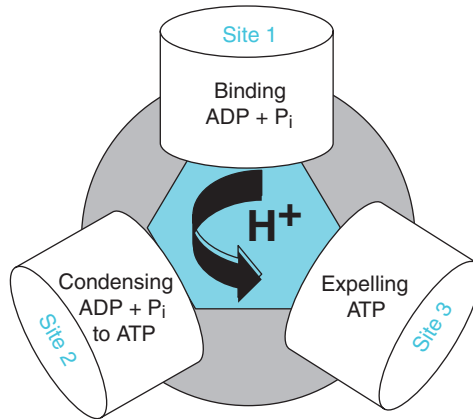 Site 1
Binding
ADP + Pi
H+
Condensing
ADP + Pi
to ATP
Site 2
Expelling
ATP
Site 3